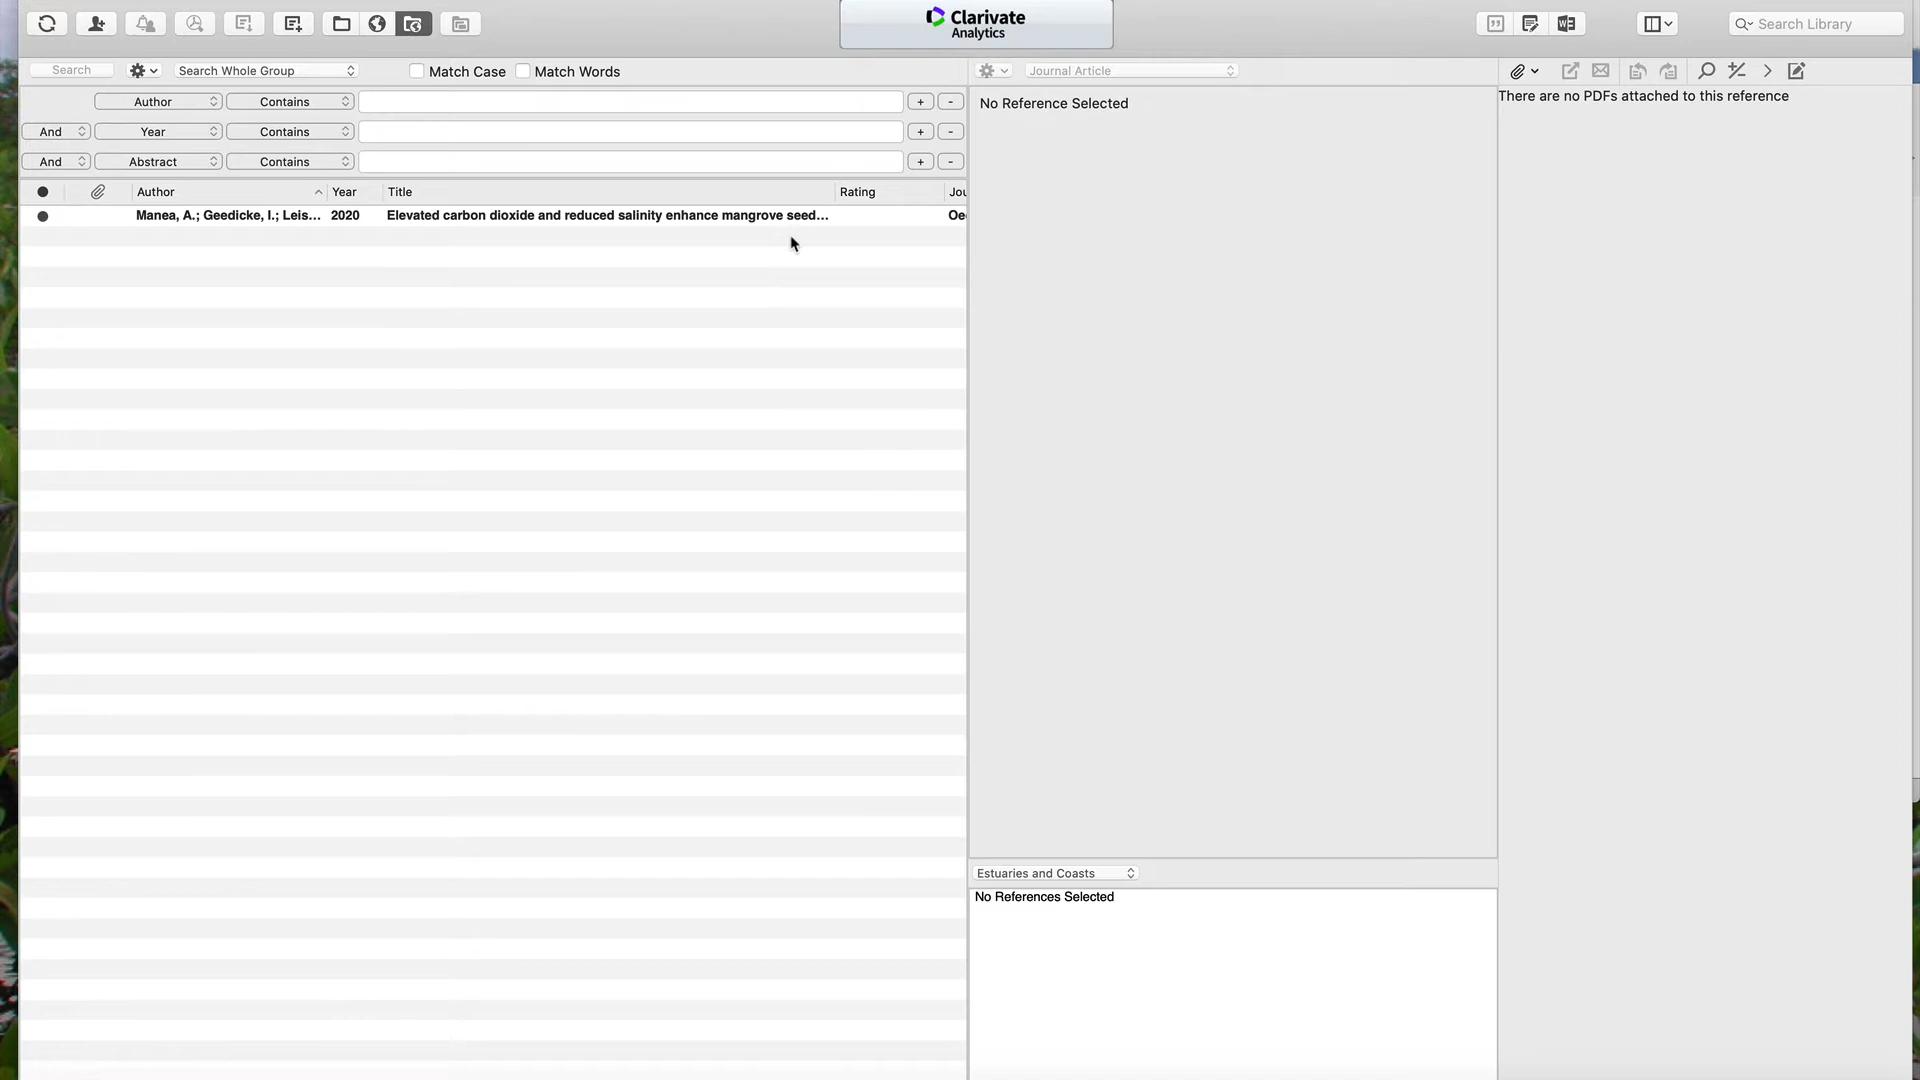 Clarivate
Analytics
Search Library
Search
Search Whole Group
Match Case
Match Words
Journal Article
Author
Contains
+
-
No Reference Selected
There are no PDFs attached to this reference
And
Year
Contains
+
-
And
Abstract
Contains
+
-
Author
Year
Title
Rating
Jou
Manea, A.; Geedicke, I.; Leis...
2020
Elevated carbon dioxide and reduced salinity enhance mangrove seed...
Oe
Estuaries and Coasts
No References Selected